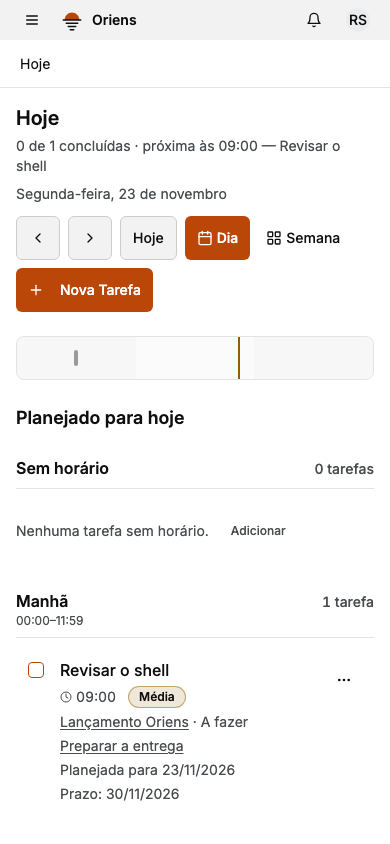 Oriens
RS
Hoje
Hoje
0 de 1 concluídas · próxima às 09:00 — Revisar o
shell
Segunda-feira, 23 de novembro
Hoje
Dia
Semana
Nova Tarefa
Planejado para hoje
Sem horário
0 tarefas
Nenhuma tarefa sem horário.
Adicionar
Manhã
1 tarefa
00:00–11:59
Revisar o shell
09:00
Média
Lançamento Oriens · A fazer
Preparar a entrega
Planejada para 23/11/2026
Prazo: 30/11/2026